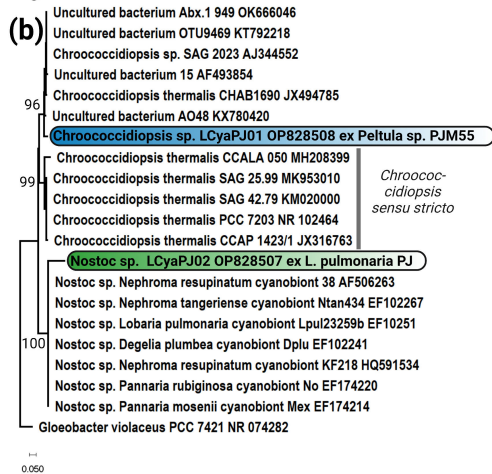 (b)
Uncultured bacterium Abx.1 949 OK666046
Uncultured bacterium OTU9469 KT792218
Chroococcidiopsis sp. SAG 2023 AJ344552
Uncultured bacterium 15 AF493854
Chroococcidiopsis thermalis CHAB1690 JX494785
96
Uncultured bacterium AO48 KX780420
Chroococcidiopsis sp. LCyaPJ01 OP828508 ex Peltula sp. PJM55
Chroococcidiopsis thermalis CCALA 050 MH208399
99
Chroococcidiopsis thermalis SAG 25.99 MK953010
Chroococcidiopsis thermalis SAG 42.79 KM020000
Chroococcidiopsis thermalis PCC 7203 NR 102464
Chroococcidiopsis thermalis CCAP 1423/1 JX316763
Chroococ-
cidiopsis
sensu stricto
Nostoc sp. LCyaPJ02 OP828507 ex L. pulmonaria PJ
Nostoc sp. Nephroma resupinatum cyanobiont 38 AF506263
Nostoc sp. Nephroma tangeriense cyanobiont Ntan434 EF102267
Nostoc sp. Lobaria pulmonaria cyanobiont Lpul23259b EF10251
100
Nostoc sp. Degelia plumbea cyanobiont Dplu EF102241
Nostoc sp. Nephroma resupinatum cyanobiont KF218 HQ591534
Nostoc sp. Pannaria rubiginosa cyanobiont No EF174220
Nostoc sp. Pannaria mosenii cyanobiont Mex EF174214
Gloeobacter violaceus PCC 7421 NR 074282
0.050